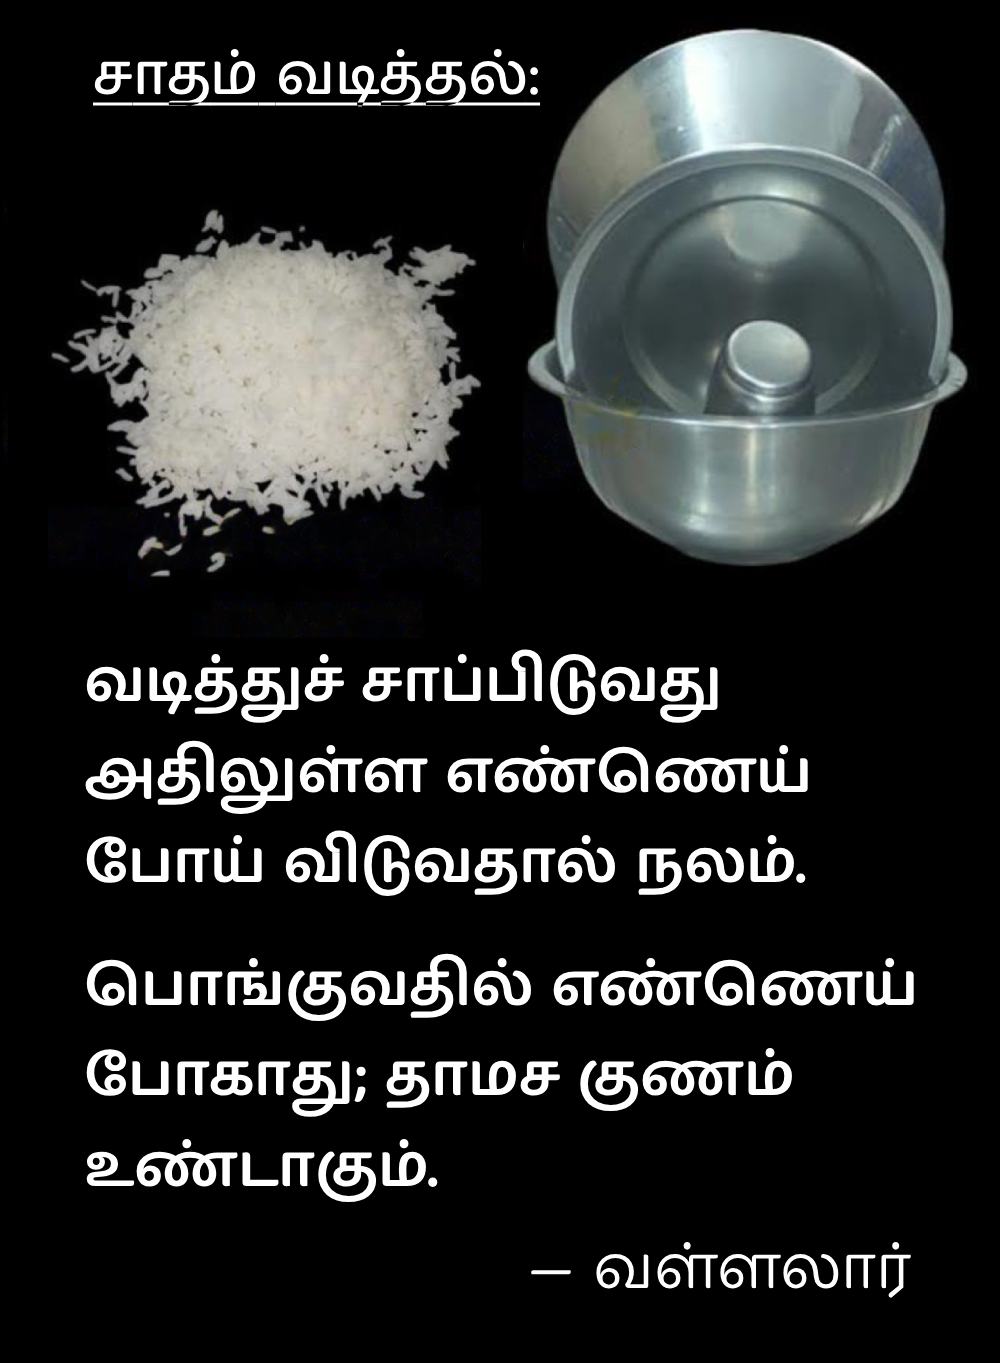 சாதம் வடித்தல்:
வடித்துச் சாப்பிடுவது
அதிலுள்ள எண்ணெய்
போய் விடுவதால் நலம்.
பொங்குவதில் எண்ணெய்
போகாது; தாமச குணம்
உண்டாகும்.
– வள்ளலார்